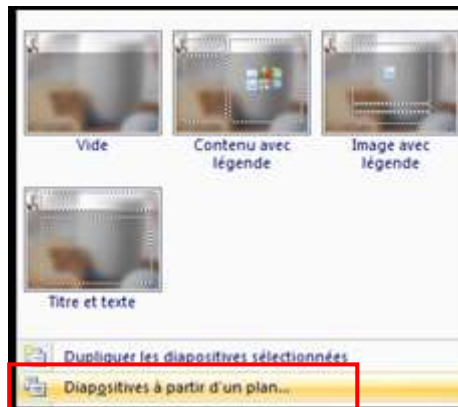 Vide
Contenu avec
légende
Image avec
légende
Titre et texte
Dupliquer les diapositives sélectionnées
Diapositives à partir d'un plan...